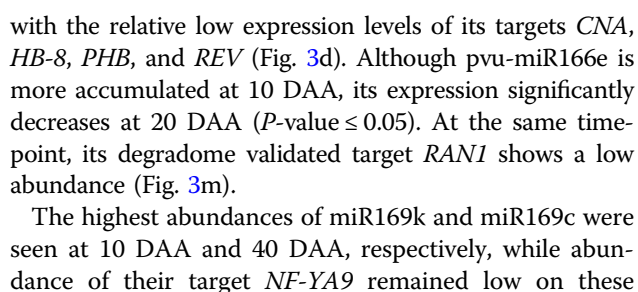 with the relative low expression levels of its targets CNA,
HB-8, PHB, and REV (Fig. 3d). Although pvu-miR166e is
more accumulated at 10 DAA, its expression significantly
decreases at 20 DAA (P-value ≤ 0.05). At the same time-
point, its degradome validated target RAN1 shows a low
abundance (Fig. 3m).
The highest abundances of miR169k and miR169c were
seen at 10 DAA and 40 DAA, respectively, while abun-
dance of their target NF-YA9 remained low on these